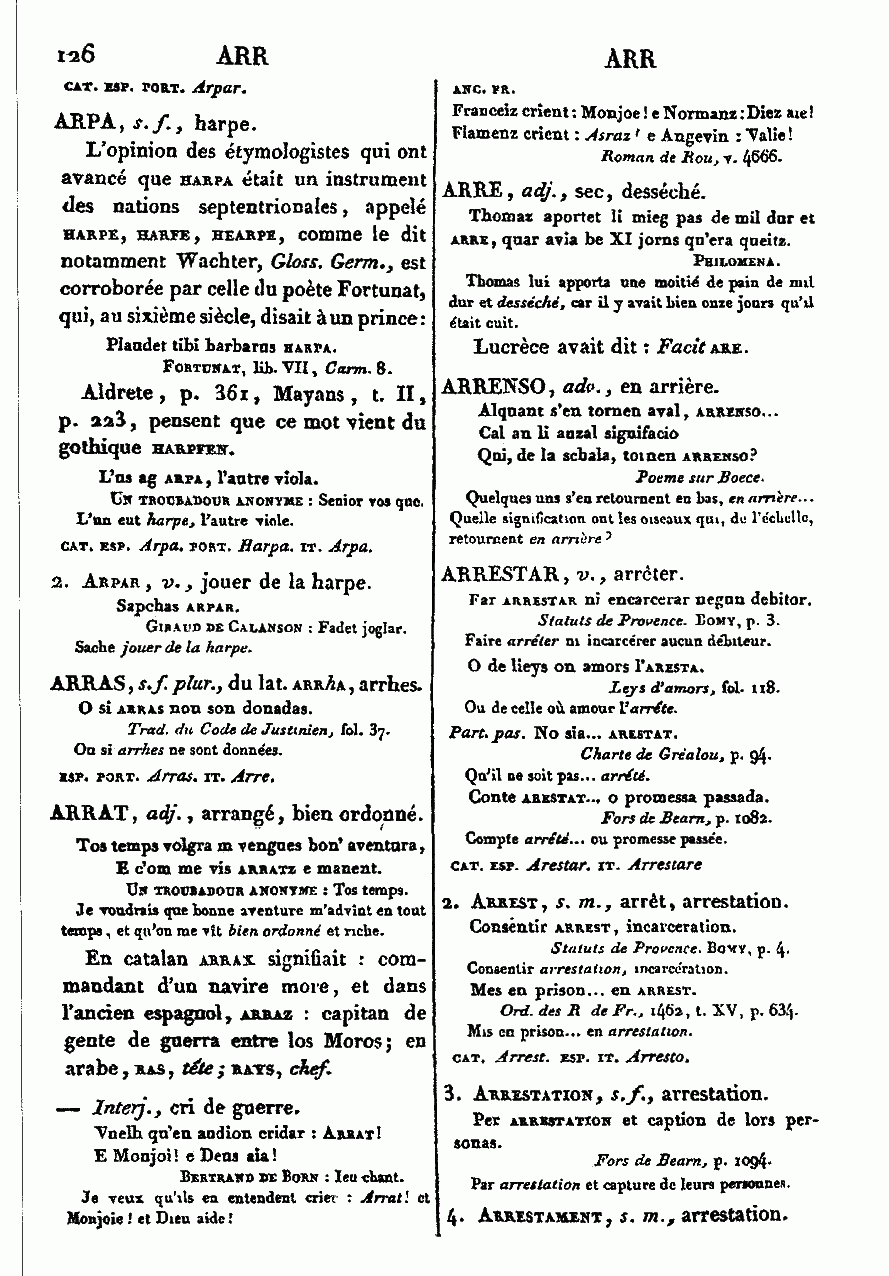 126 ARR ARR
CAT. ESP. PORT. Arpar.
ARPA, s. f., harpe.
L'opinion des étymologistes qui ont
avancé que HARPA était un instrument
des nations septentrionales, appelé
HARPE, HARFE, HEARPE, comme le dit
notamment Wachter, Gloss. Germ., est
corroborée par celle du poète Fortunat,
qui, au sixième siècle, disait à un prince:
Plaudet tibi barbarus HARPA.
FORTUNAT, lib. VII, Carm. 8.
Aldrete, p. 361, Mayans, t. II,
p. 223, pensent que ce mot vient du
gothique HARPFEN.
L'us ag ARPA, l'autre viola.
UN TROUBADOUR ANONYME : Senior vos que.
L'un eut harpe, l'autre viole.
CAT. ESP. Arpa. PORT. Harpa. IT. Arpa.
2. ARPAR, v., jouer de la harpe.
Sapchas ARPAR.
GIRAUD DE CALANSON : Fadet joglar.
Sache jouer de la harpe.
ARRAS, s. f. plur., du lat. ARRhA, arrhes.
O si ARRAS non son donadas.
Trad. du Code de Justinien, fol. 37.
Ou si arrhes ne sont données.
ESP. PORT. Arras. IT. Arre.
ARRAT, adj., arrangé, bien ordonné.
Tos temps volgra m vengues bon' aventura,
E c'om me vis ARRATZ e manent.
UN TROUBADOUR ANONYME : Tos temps.
Je voudrais que bonne aventure m'advînt en tout
temps, et qu'on me vît bien ordonné et riche.
En catalan ARRAX signifiait : com-
mandant d'un navire more, et dans
l'ancien espagnol, ARRAZ : capitan de
gente de guerra entre los Moros; en
arabe, RAS, tête; RAYS, chef.
— Interj., cri de guerre.
Vuelh qu'en audion cridar : ARRAT!
E Monjoi! e Deus aia!
BERTRAND DE BORN : Ieu chant.
Je veux qu'ils en entendent crier : Arrat! et
Monjoie! et Dieu aide!
ANC. FR.
Franceiz crient: Monjoe! e Normanz: Diez aie!
Flamenz crient : Asraz! e Angevin : Valie!
Roman de Rou, v. 4666.
ARRE, adj., sec, desséché.
Thomaz aportet li mieg pas de mil dur et
ARRE, quar avia be XI jorns qu'era queitz.
PHILOMENA.
Thomas lui apporta une moitié de pain de mil
dur et desséché, car il y avait bien onze jours qu'il
était cuit.
Lucrèce avait dit : Facit ARE.
ARRENSO, adv., en arrière.
Alquant s'en tornen aval, ARRENSO...
Cal an li auzal signifacio
Qui, de la schala, toinen ARRENSO?
Poeme sur Boece.
Quelques uns s'en retournent en bas, en arrière...
Quelle signification ont les oiseaux qui, de l'échelle,
retournent en arrière?
ARRESTAR, v., arrêter.
Far ARRESTAR ni encarcerar negun debitor.
Statuts de Provence. BOMY, p. 3.
Faire arréter ni incarcérer aucun débiteur.
O de lieys on amors l'ARESTA.
Leys d'amors, fol. 118.
Ou de celle où amour l'arréte.
Part. pas. No sia... ARESTAT.
Charte de Gréalou, p. 94.
Qu'il ne soit pas... arrété.
Conte ARESTAT... o promessa passada.
Fors de Bearn, p. 1082.
Compte arrété... ou promesse passée.
CAT. ESP. Arestar. IT. Arrestare
2. ARREST, s. m., arrêt, arrestation.
Consentir ARREST, incarceration.
Statuts de Provence. BOMY, p. 4.
Consentir arrestation, incarcération.
Mes en prison... en ARREST.
Ord. des R de Fr., 1462, t. XV, p. 634.
Mis en prison... en arrestation.
CAT. Arrest. ESP. IT. Arresto.
3. ARRESTATION, s. f., arrestation.
Per ARRESTATION et caption de lors per-
sonas.
Fors de Bearn, p. 1094.
Par arrestation et capture de leurs personnes.
4. ARRESTAMENT, s. m., arrestation.